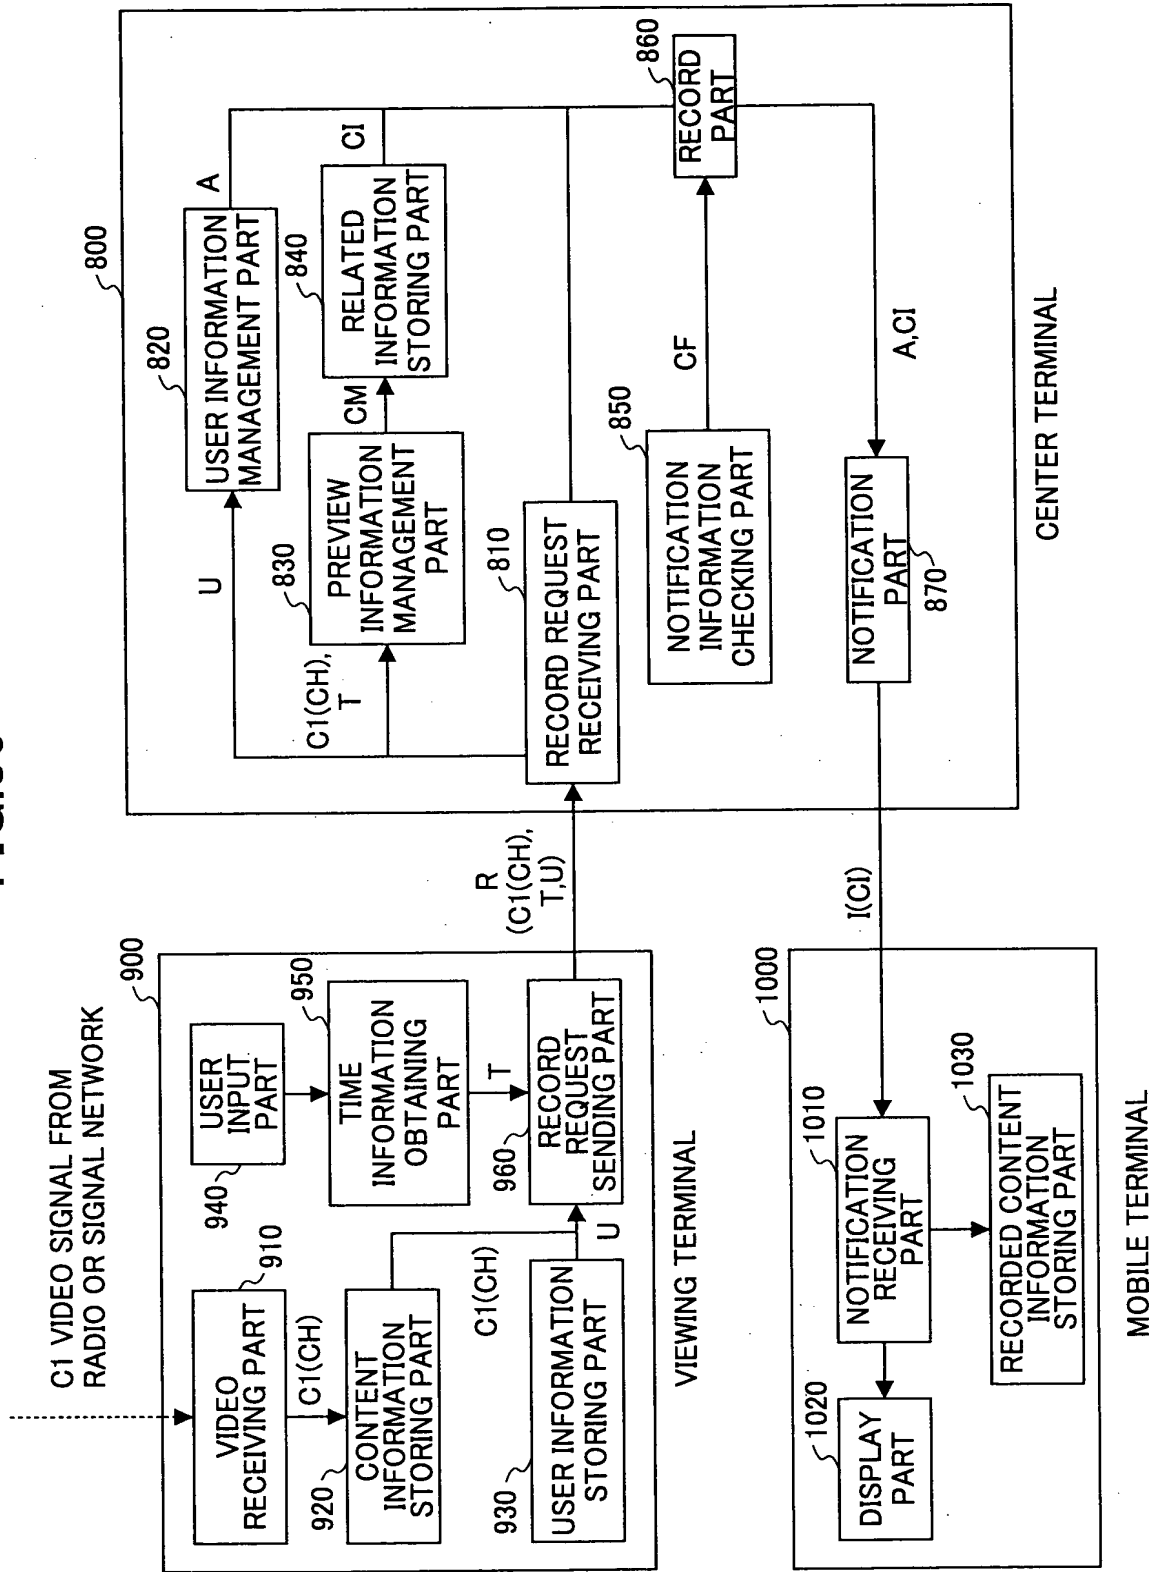 C1 VIDEO SIGNAL FROM
RADIO OR SIGNAL NETWORK
900
910
VIDEO
RECEIVING PART
C1(CH)
920
CONTENT
INFORMATION
STORING PART
C1(CH)
930
USER INFORMATION
STORING PART
U
940
USER
INPUT
PART
950
TIME
INFORMATION
OBTAINING
PART
T
960
RECORD
REQUEST
SENDING PART
VIEWING TERMINAL
R
(C1(CH),
T,U)
800
820
USER INFORMATION
MANAGEMENT PART
U
A
830
PREVIEW
INFORMATION
MANAGEMENT
PART
C1(CH),
T
CM
840
RELATED
INFORMATION
STORING PART
CI
810
RECORD REQUEST
RECEIVING PART
850
NOTIFICATION
INFORMATION
CHECKING PART
CF
860
RECORD
PART
A,CI
NOTIFICATION
PART
870
CENTER TERMINAL
I(CI)
1000
1010
NOTIFICATION
RECEIVING
PART
1020
DISPLAY
PART
1030
RECORDED CONTENT
INFORMATION
STORING PART
MOBILE TERMINAL